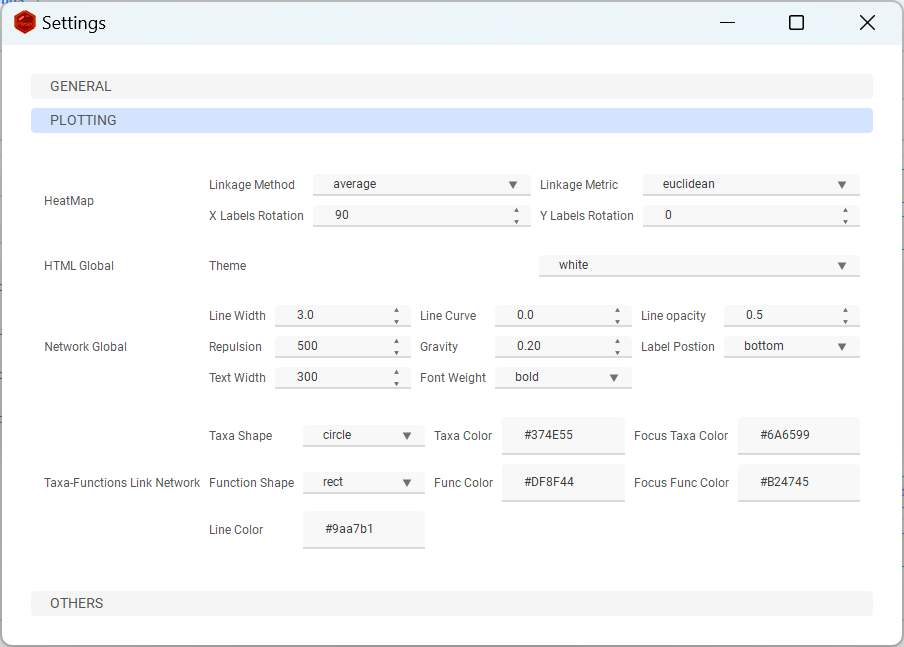 Settings
GENERAL
PLOTTING
HeatMap
Linkage Method average Linkage Metric euclidean
X Labels Rotation 90 Y Labels Rotation 0
HTML Global Theme white
Network Global
Line Width 3.0 Line Curve 0.0 Line opacity 0.5
Repulsion 500 Gravity 0.20 Label Postion bottom
Text Width 300 Font Weight bold
Taxa-Functions Link Network
Taxa Shape circle Taxa Color #374E55 Focus Taxa Color #6A6599
Function Shape rect Func Color #DF8F44 Focus Func Color #B24745
Line Color #9aa7b1
OTHERS